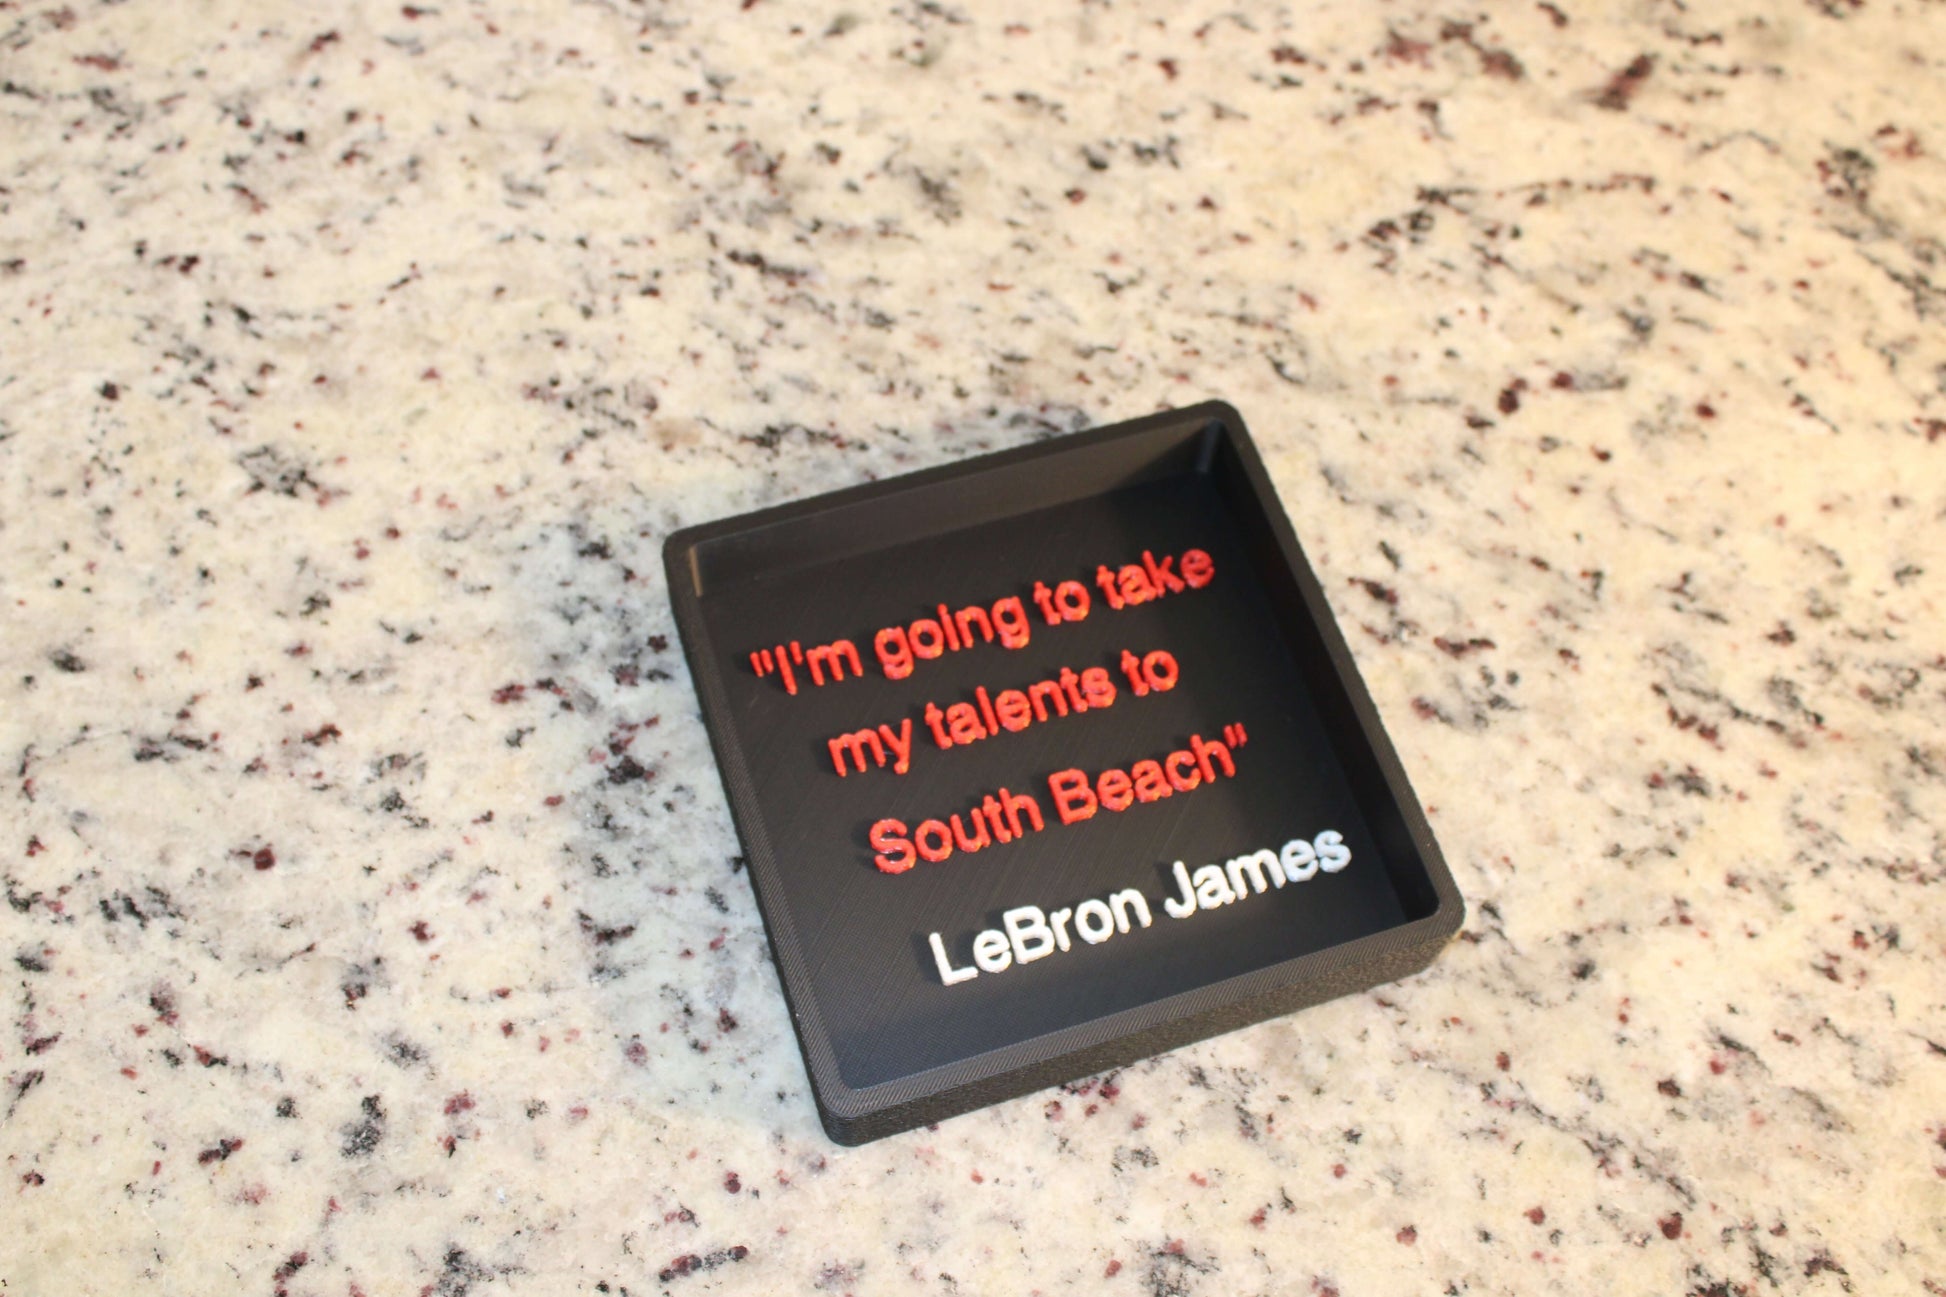 "I'm going to take
my talents to
South Beach"
LeBron James